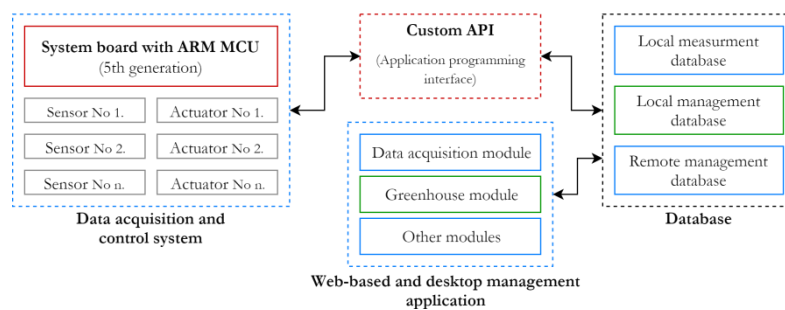 System board with ARM MCU
(5th generation)
Sensor No 1.
Actuator No 1.
Sensor No 2.
Actuator No 2.
Sensor No n.
Actuator No n.
Data acquisition and
control system
Custom API
(Application programming
interface)
Data acquisition module
Greenhouse module
Other modules
Web-based and desktop management
application
Local measurment
database
Local management
database
Remote management
database
Database